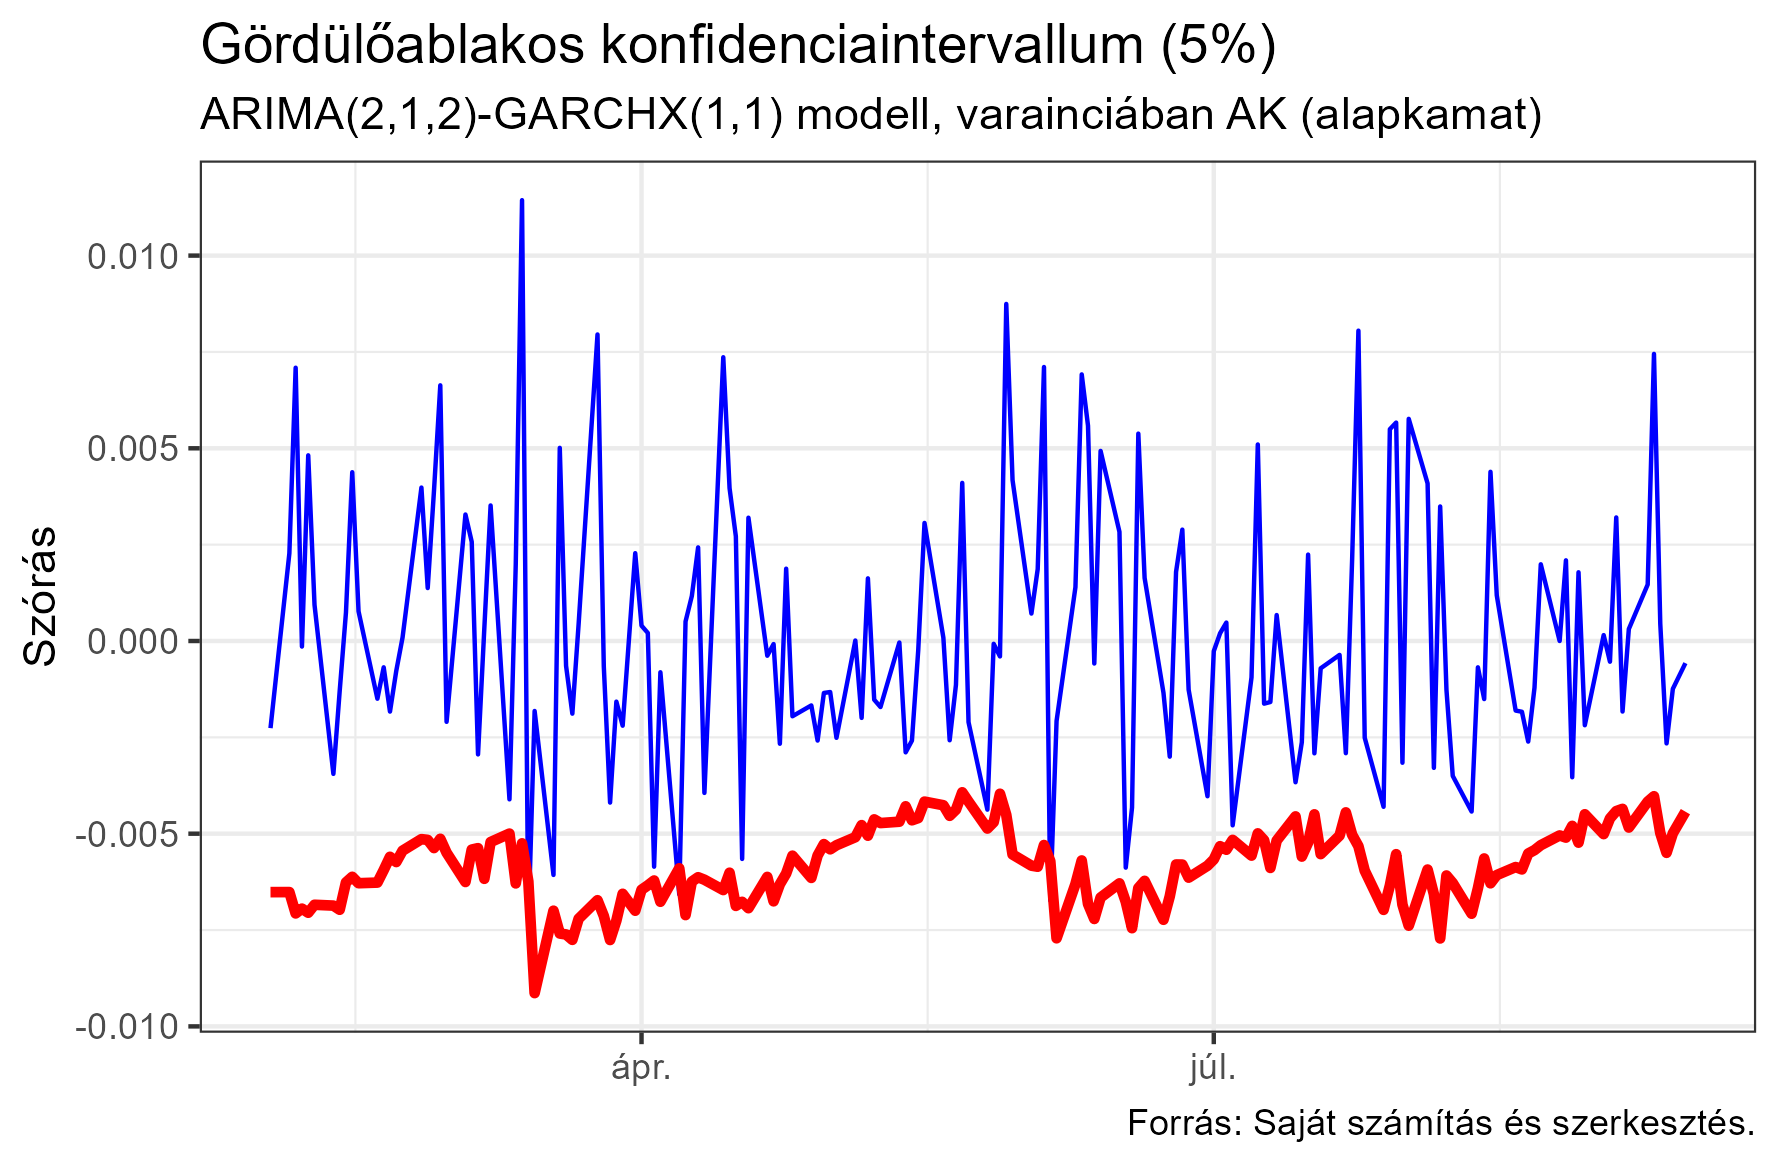 Gördülőablakos konfidenciaintervallum (5%)
ARIMA(2,1,2)-GARCHX(1,1) modell, varainciában AK (alapkamat)
Szórás
0.010
0.005
0.000
-0.005
-0.010
ápr.
júl.
Forrás: Saját számítás és szerkesztés.